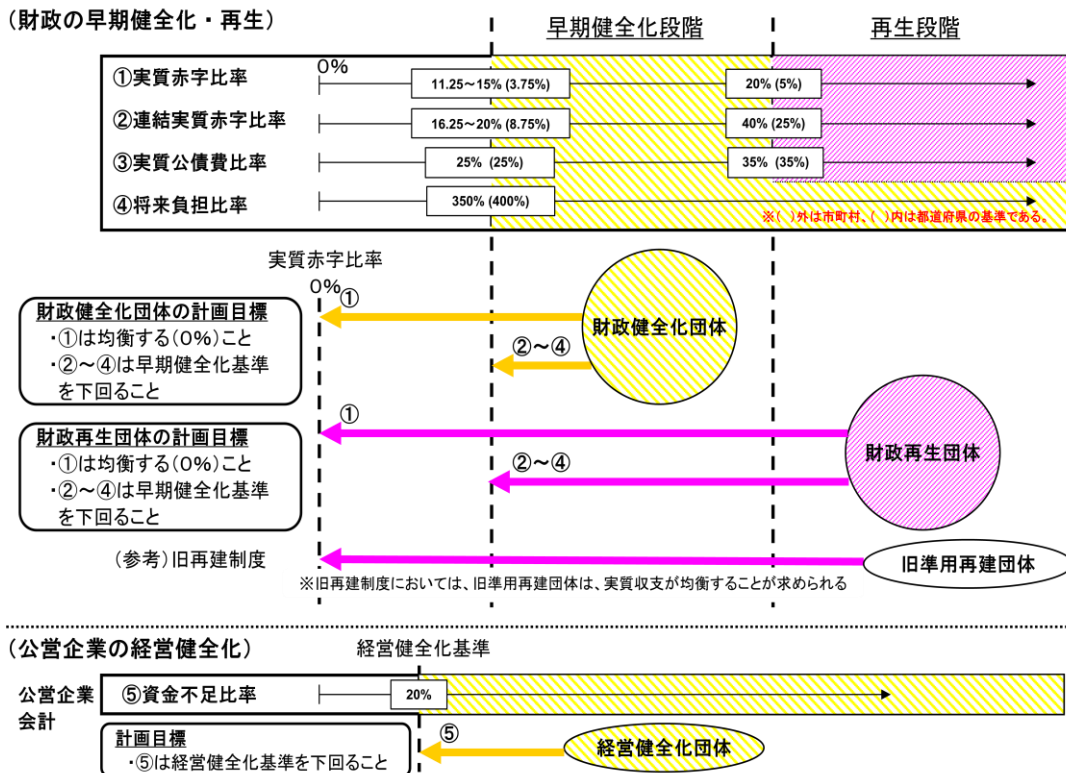 (財政の早期健全化・再生)
早期健全化段階
再生段階
0%
①実質赤字比率
11.25～15% (3.75%)
20% (5%)
②連結実質赤字比率
16.25～20% (8.75%)
40% (25%)
③実質公債費比率
25% (25%)
35% (35%)
④将来負担比率
350% (400%)
※( )外は市町村、( )内は都道府県の基準である。
実質赤字比率
0%
財政健全化団体の計画目標
・①は均衡する(0%)こと
・②～④は早期健全化基準
を下回ること
①
②～④
財政健全化団体
財政再生団体の計画目標
・①は均衡する(0%)こと
・②～④は早期健全化基準
を下回ること
①
②～④
財政再生団体
(参考)旧再建制度
旧準用再建団体
※旧再建制度においては、旧準用再建団体は、実質収支が均衡することが求められる
(公営企業の経営健全化)
経営健全化基準
公営企業
会計
⑤資金不足比率
20%
計画目標
・⑤は経営健全化基準を下回ること
⑤
経営健全化団体